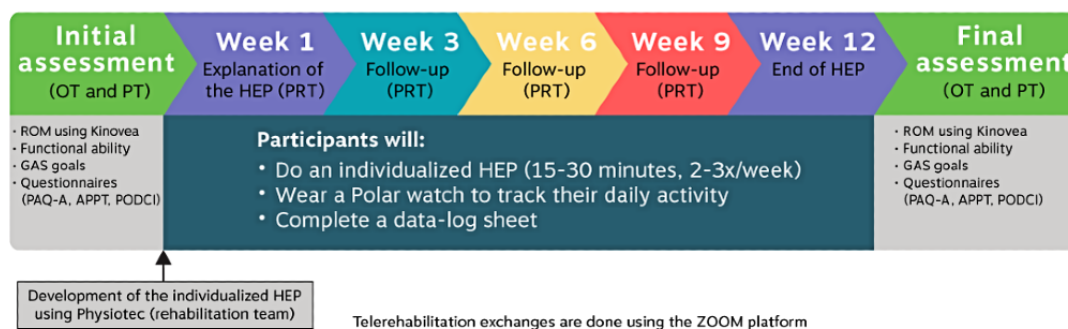 Initial
assessment
(OT and PT)
Week 1
Explanation of
the HEP (PRT)
Week 3
Follow-up
(PRT)
Week 6
Follow-up
(PRT)
Week 9
Follow-up
(PRT)
Week 12
End of HEP
Final
assessment
(OT and PT)
· ROM using Kinovea
· Functional ability
· GAS goals
· Questionnaires
(PAQ-A, APPT, PODCI)
Participants will:
• Do an individualized HEP (15-30 minutes, 2-3x/week)
• Wear a Polar watch to track their daily activity
• Complete a data-log sheet
· ROM using Kinovea
· Functional ability
· GAS goals
· Questionnaires
(PAQ-A, APPT, PODCI)
Development of the individualized HEP
using Physiotec (rehabilitation team)
Telerehabilitation exchanges are done using the ZOOM platform